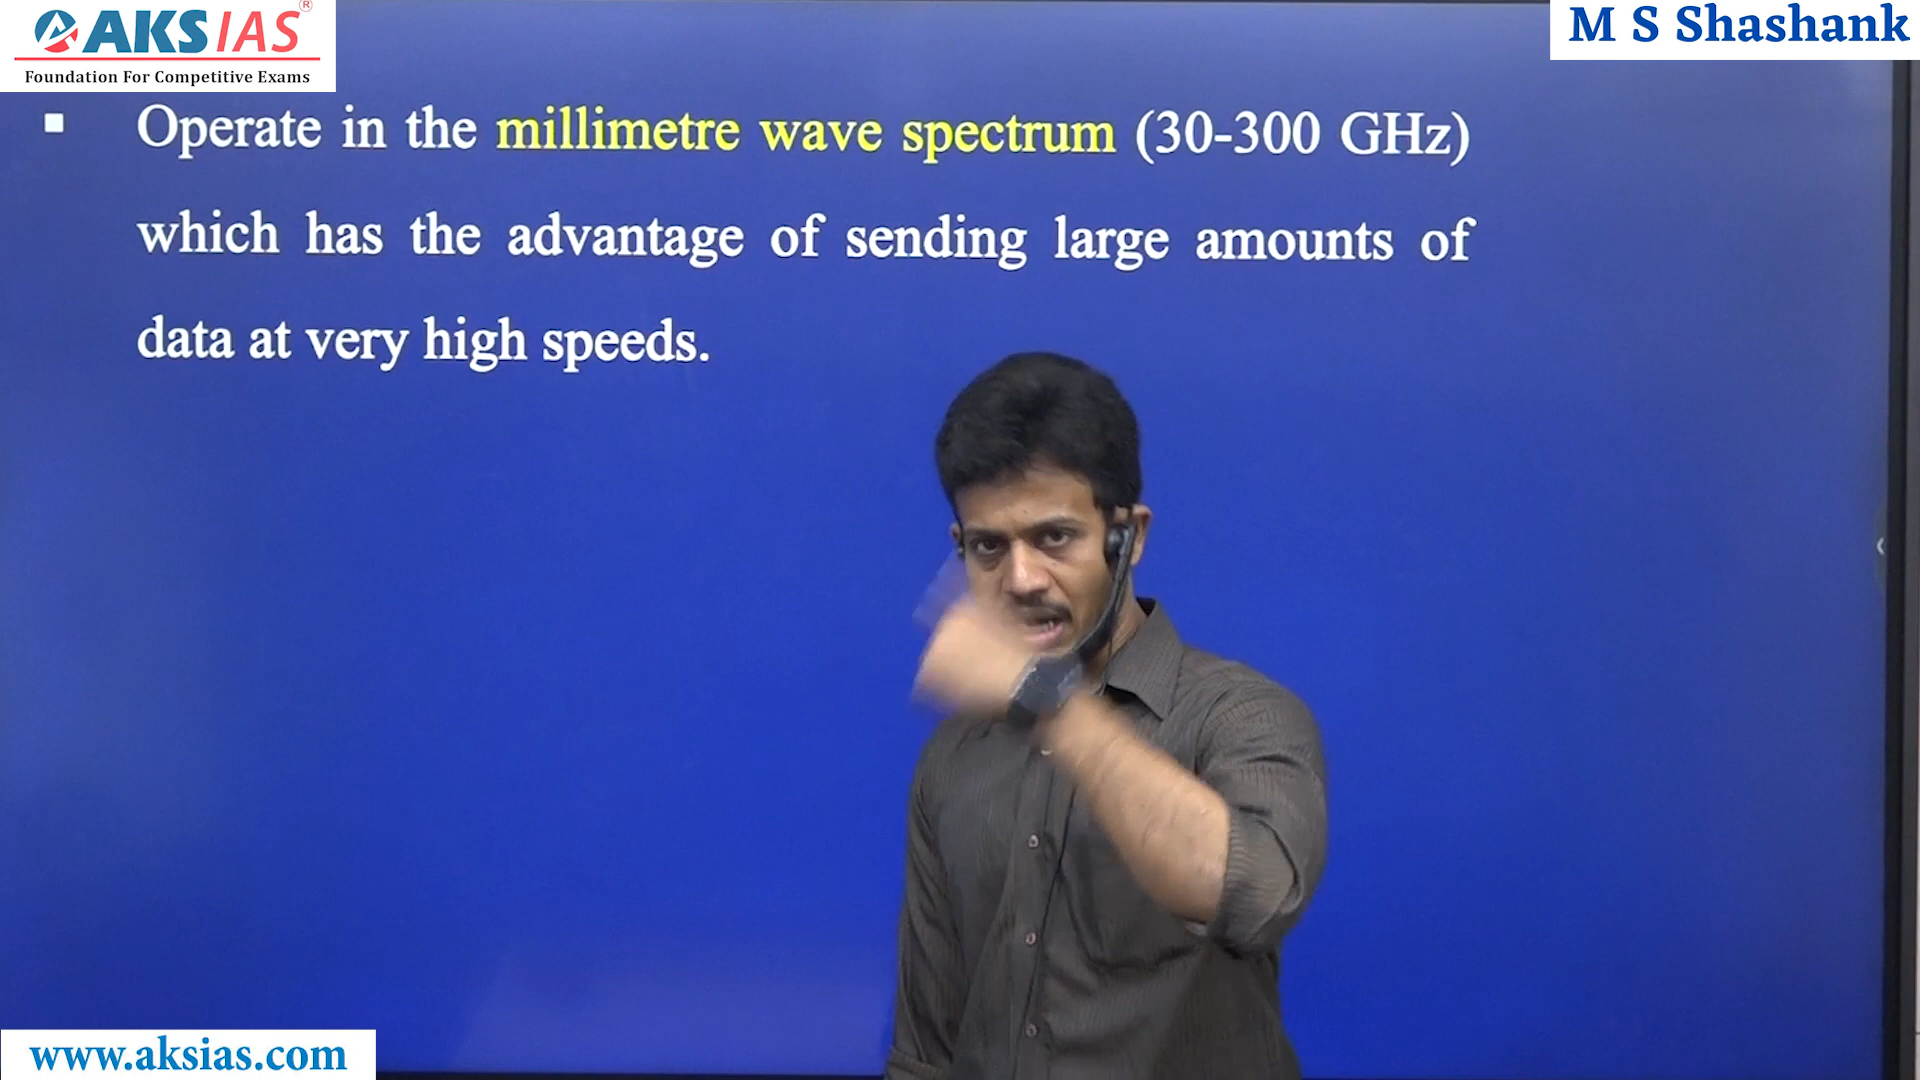 AKS IAS ®
Foundation For Competitive Exams
M S Shashank
▪ Operate in the millimetre wave spectrum (30-300 GHz)
which has the advantage of sending large amounts of
data at very high speeds.
www.aksias.com